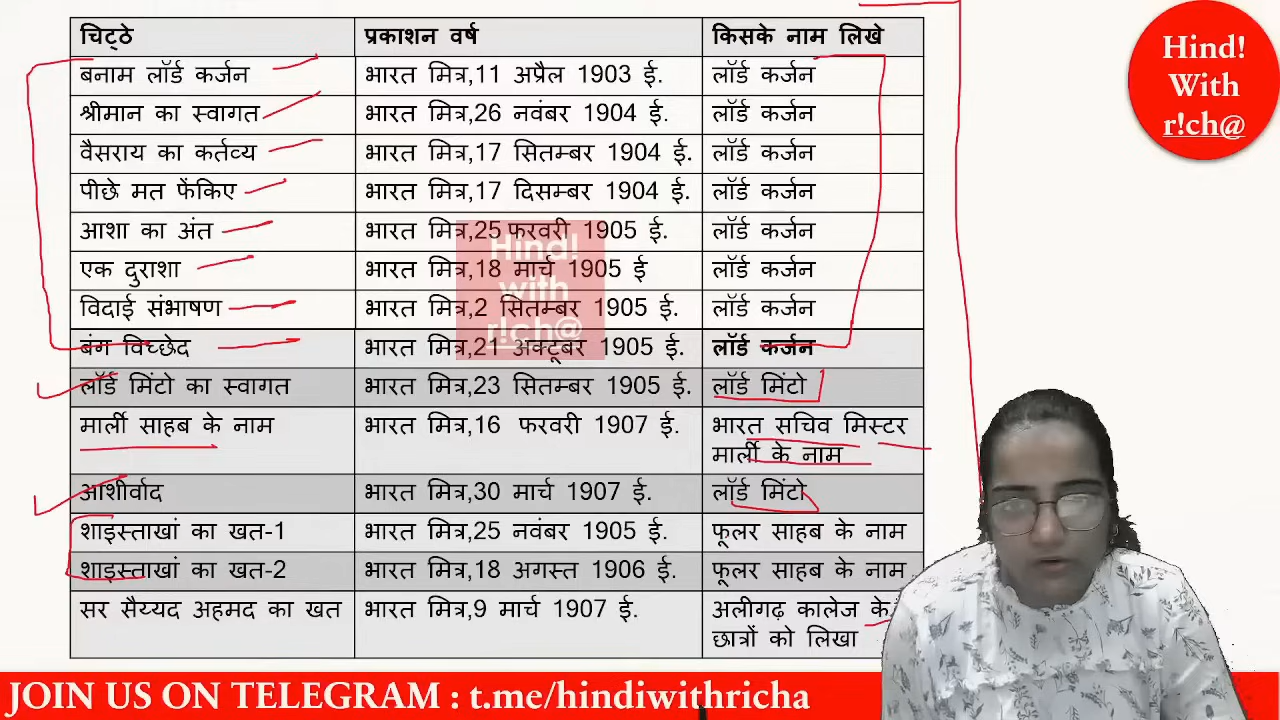 चिट्ठे प्रकाशन वर्ष किसके नाम लिखे
बनाम लॉर्ड कर्जन भारत मित्र,11 अप्रैल 1903 ई. लॉर्ड कर्जन
श्रीमान का स्वागत भारत मित्र,26 नवंबर 1904 ई. लॉर्ड कर्जन
वैसराय का कर्तव्य भारत मित्र,17 सितम्बर 1904 ई. लॉर्ड कर्जन
पीछे मत फेंकिए भारत मित्र,17 दिसम्बर 1904 ई. लॉर्ड कर्जन
आशा का अंत भारत मित्र,25 फरवरी 1905 ई. लॉर्ड कर्जन
एक दुराशा भारत मित्र,18 मार्च 1905 ई लॉर्ड कर्जन
विदाई संभाषण भारत मित्र,2 सितम्बर 1905 ई. लॉर्ड कर्जन
बंग विच्छेद भारत मित्र,21 अक्टूबर 1905 ई. लॉर्ड कर्जन
लॉर्ड मिंटो का स्वागत भारत मित्र,23 सितम्बर 1905 ई. लॉर्ड मिंटो
मार्ली साहब के नाम भारत मित्र,16 फरवरी 1907 ई. भारत सचिव मिस्टर
मार्ली के नाम
आशीर्वाद भारत मित्र,30 मार्च 1907 ई. लॉर्ड मिंटो
शाइस्ताखां का खत-1 भारत मित्र,25 नवंबर 1905 ई. फूलर साहब के नाम
शाइस्ताखां का खत-2 भारत मित्र,18 अगस्त 1906 ई. फूलर साहब के नाम
सर सैय्यद अहमद का खत भारत मित्र,9 मार्च 1907 ई. अलीगढ़ कालेज के
छात्रों को लिखा
Hind!
With
r!ch@
Hind!
with
r!ch@
JOIN US ON TELEGRAM : t.me/hindiwithricha